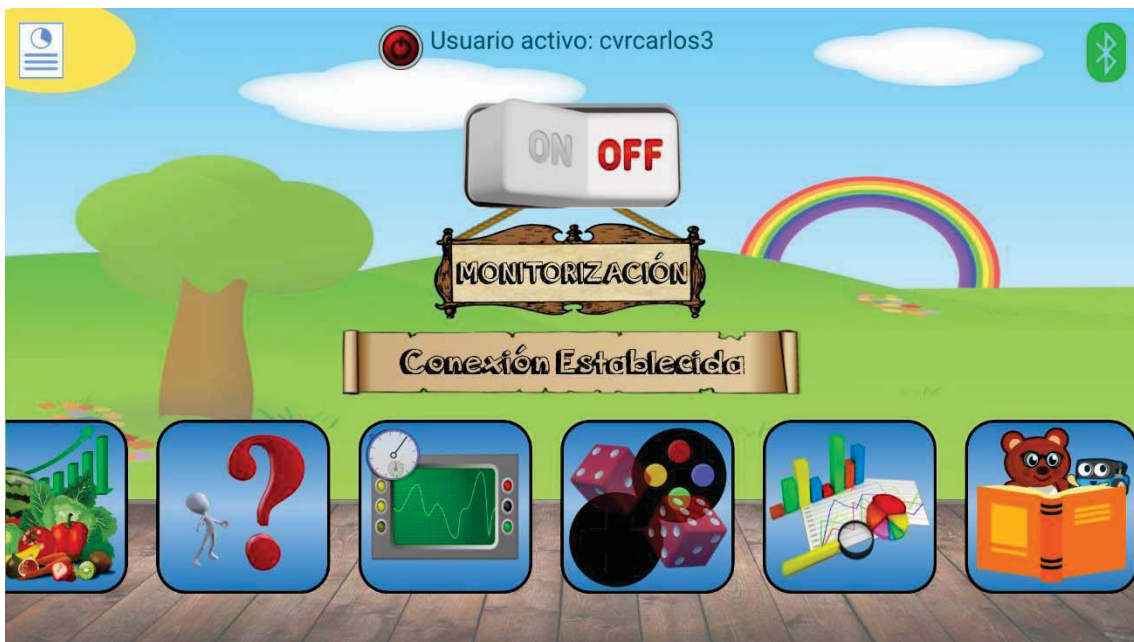 Usuario activo: cvrcarlos3
ON OFF
MONITORIZACIÓN
Conexión Establecida